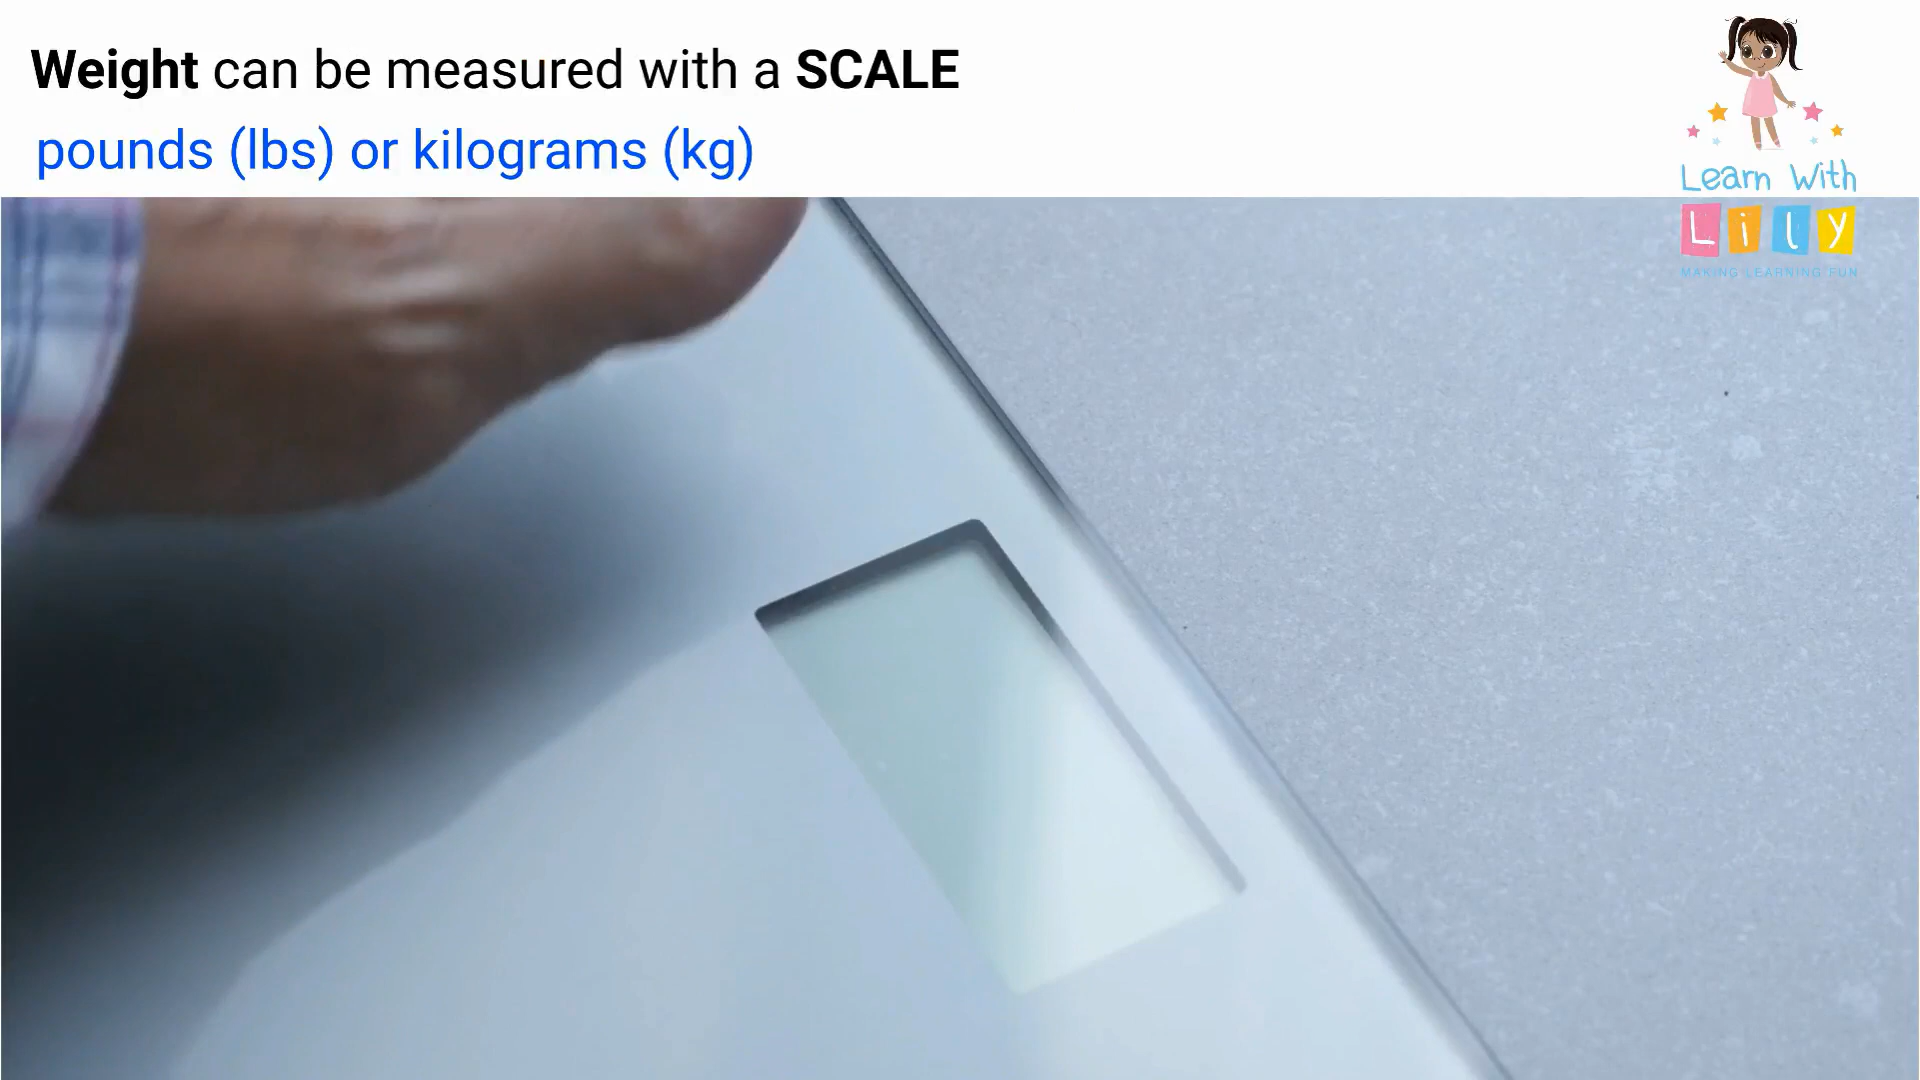 Weight can be measured with a SCALE
pounds (lbs) or kilograms (kg)
Learn With
Lily
MAKING LEARNING FUN